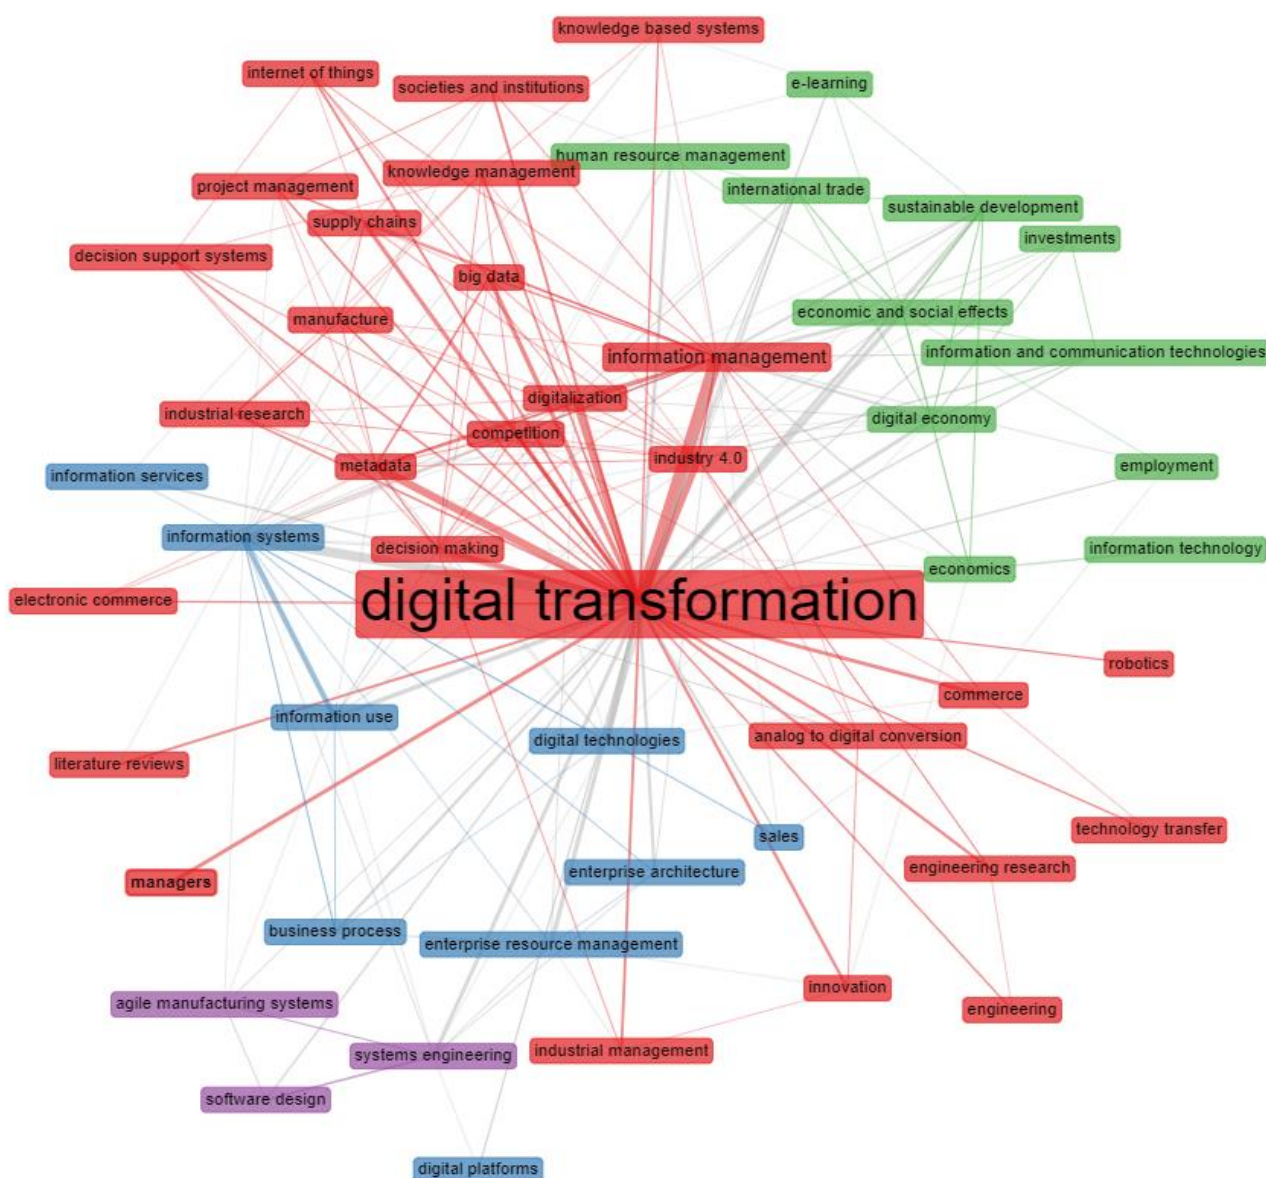 knowledge based systems
internet of things
e-learning
societies and institutions
human resource management
knowledge management
project management
international trade
sustainable development
supply chains
investments
decision support systems
big data
economic and social effects
manufacture
information management
information and communication technologies
digitalization
industrial research
digital economy
competition
industry 4.0
metadata
employment
information services
information systems
decision making
information technology
economics
electronic commerce
digital transformation
robotics
commerce
information use
analog to digital conversion
digital technologies
literature reviews
technology transfer
sales
engineering research
enterprise architecture
managers
business process
enterprise resource management
innovation
agile manufacturing systems
engineering
industrial management
systems engineering
software design
digital platforms